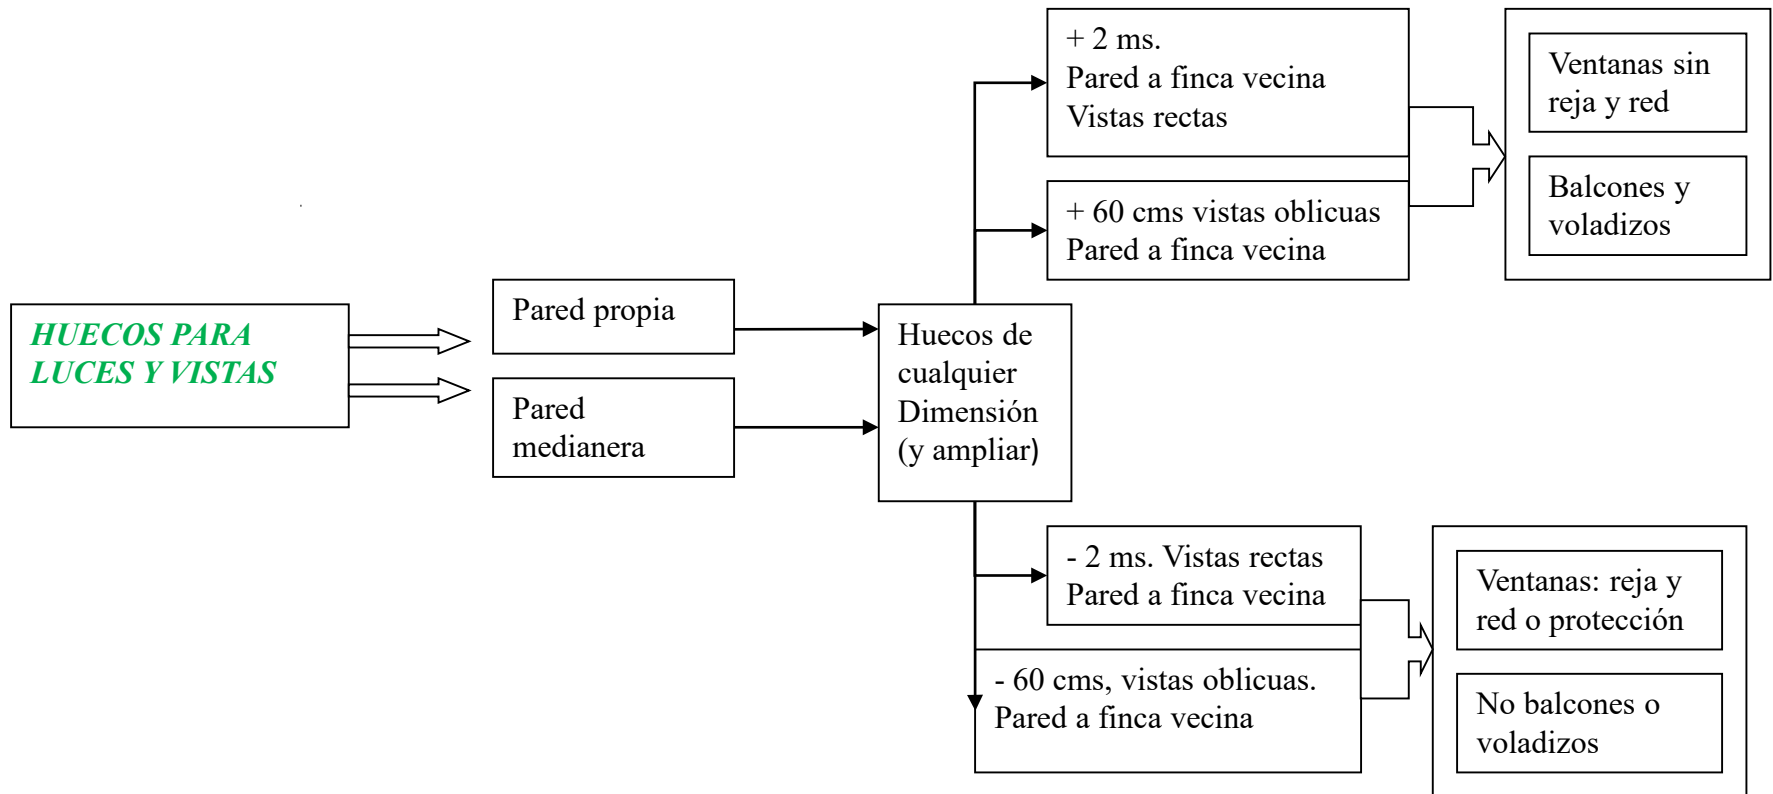 HUECOS PARA
LUCES Y VISTAS
Pared propia
Pared
medianera
Huecos de
cualquier
Dimensión
(y ampliar)
+ 2 ms.
Pared a finca vecina
Vistas rectas
+ 60 cms vistas oblicuas
Pared a finca vecina
Ventanas sin
reja y red
Balcones y
voladizos
- 2 ms. Vistas rectas
Pared a finca vecina
- 60 cms, vistas oblicuas.
Pared a finca vecina
Ventanas: reja y
red o protección
No balcones o
voladizos